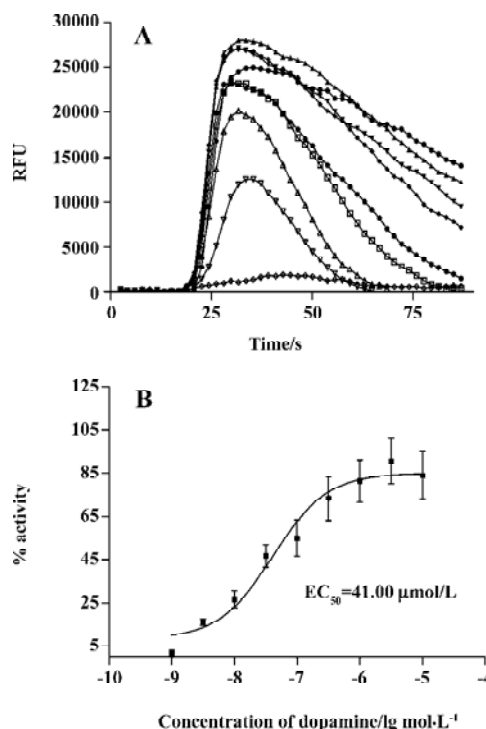 A
30000
25000
20000
15000
10000
5000
0
RFU
0 25 50 75
Time/s
B
125
105
85
65
45
25
5
% activity
EC50=41.00 μmol/L
-10 -9 -8 -7 -6 -5 -4
Concentration of dopamine/lg mol·L-1